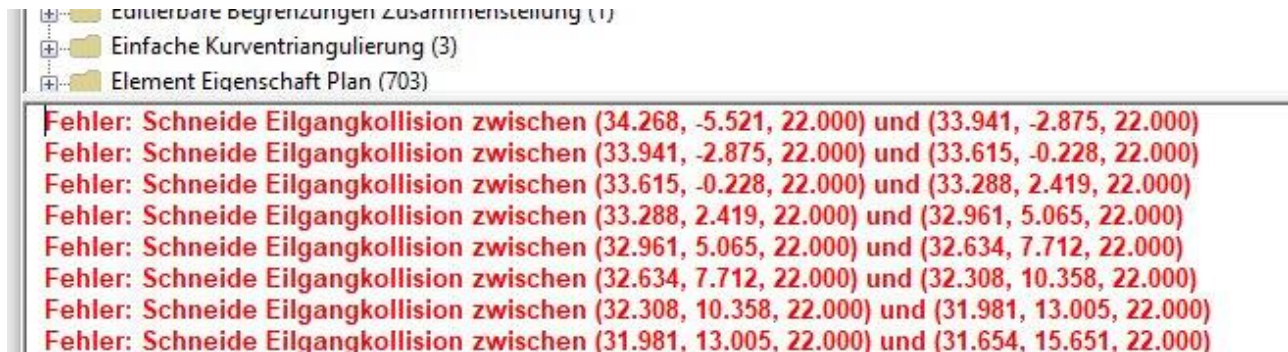 Editierbare Begrenzungen Zusammenstellung (1)
Einfache Kurventriangulierung (3)
Element Eigenschaft Plan (703)
Fehler: Schneide Eilgangkollision zwischen (34.268, -5.521, 22.000) und (33.941, -2.875, 22.000)
Fehler: Schneide Eilgangkollision zwischen (33.941, -2.875, 22.000) und (33.615, -0.228, 22.000)
Fehler: Schneide Eilgangkollision zwischen (33.615, -0.228, 22.000) und (33.288, 2.419, 22.000)
Fehler: Schneide Eilgangkollision zwischen (33.288, 2.419, 22.000) und (32.961, 5.065, 22.000)
Fehler: Schneide Eilgangkollision zwischen (32.961, 5.065, 22.000) und (32.634, 7.712, 22.000)
Fehler: Schneide Eilgangkollision zwischen (32.634, 7.712, 22.000) und (32.308, 10.358, 22.000)
Fehler: Schneide Eilgangkollision zwischen (32.308, 10.358, 22.000) und (31.981, 13.005, 22.000)
Fehler: Schneide Eilgangkollision zwischen (31.981, 13.005, 22.000) und (31.654, 15.651, 22.000)